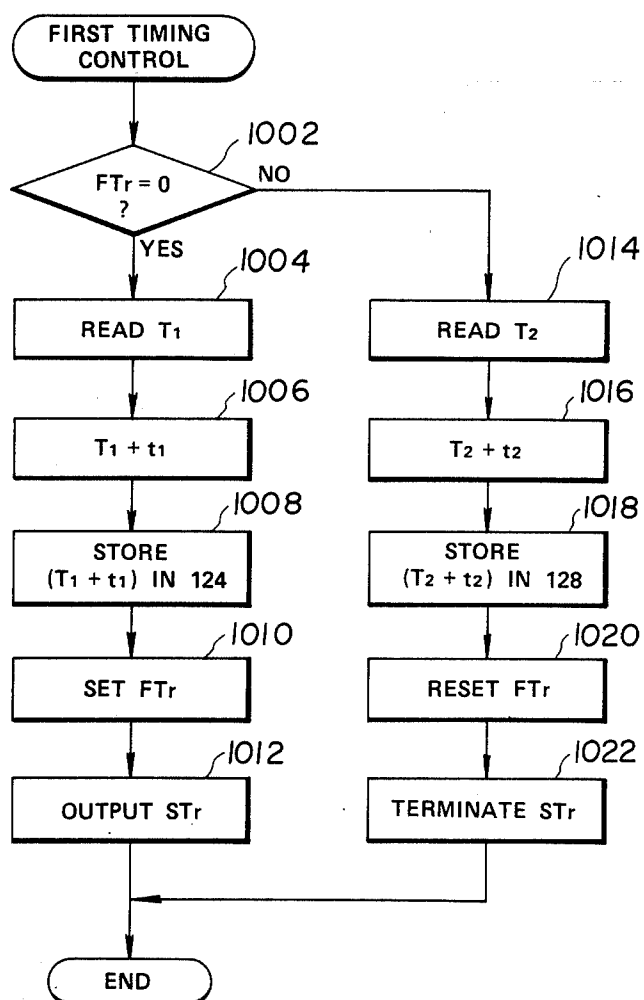 FIRST TIMING
CONTROL
1002
FTr = 0
?
NO
YES
1004
READ T1
1006
T1 + t1
1008
STORE
(T1 + t1) IN 124
1010
SET FTr
1012
OUTPUT STr
1014
READ T2
1016
T2 + t2
1018
STORE
(T2 + t2) IN 128
1020
RESET FTr
1022
TERMINATE STr
END